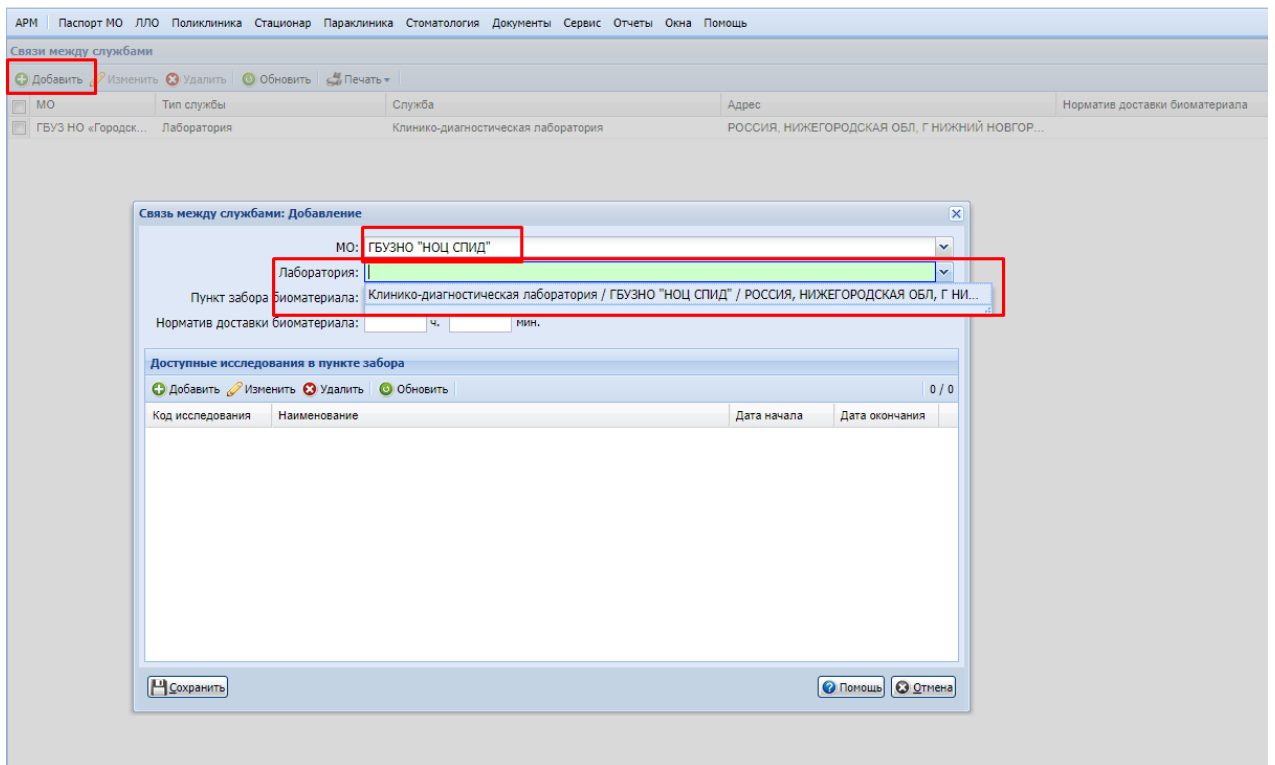 АРМ Паспорт МО ЛЛО Поликлиника Стационар Параклиника Стоматология Документы Сервис Отчеты Окна Помощь
Связи между службами
Добавить Изменить Удалить Обновить Печать
МО Тип службы Служба Адрес Норматив доставки биоматериала
ГБУЗ НО «Городск... Лаборатория Клинико-диагностическая лаборатория РОССИЯ, НИЖЕГОРОДСКАЯ ОБЛ, Г НИЖНИЙ НОВГОР...
Связь между службами: Добавление
МО: ГБУЗНО "НОЦ СПИД"
Лаборатория:
Пункт забора биоматериала: Клинико-диагностическая лаборатория / ГБУЗНО "НОЦ СПИД" / РОССИЯ, НИЖЕГОРОДСКАЯ ОБЛ, Г НИ...
Норматив доставки биоматериала: ч. мин.
Доступные исследования в пункте забора
Добавить Изменить Удалить Обновить 0 / 0
Код исследования Наименование Дата начала Дата окончания
Сохранить Помощь Отмена